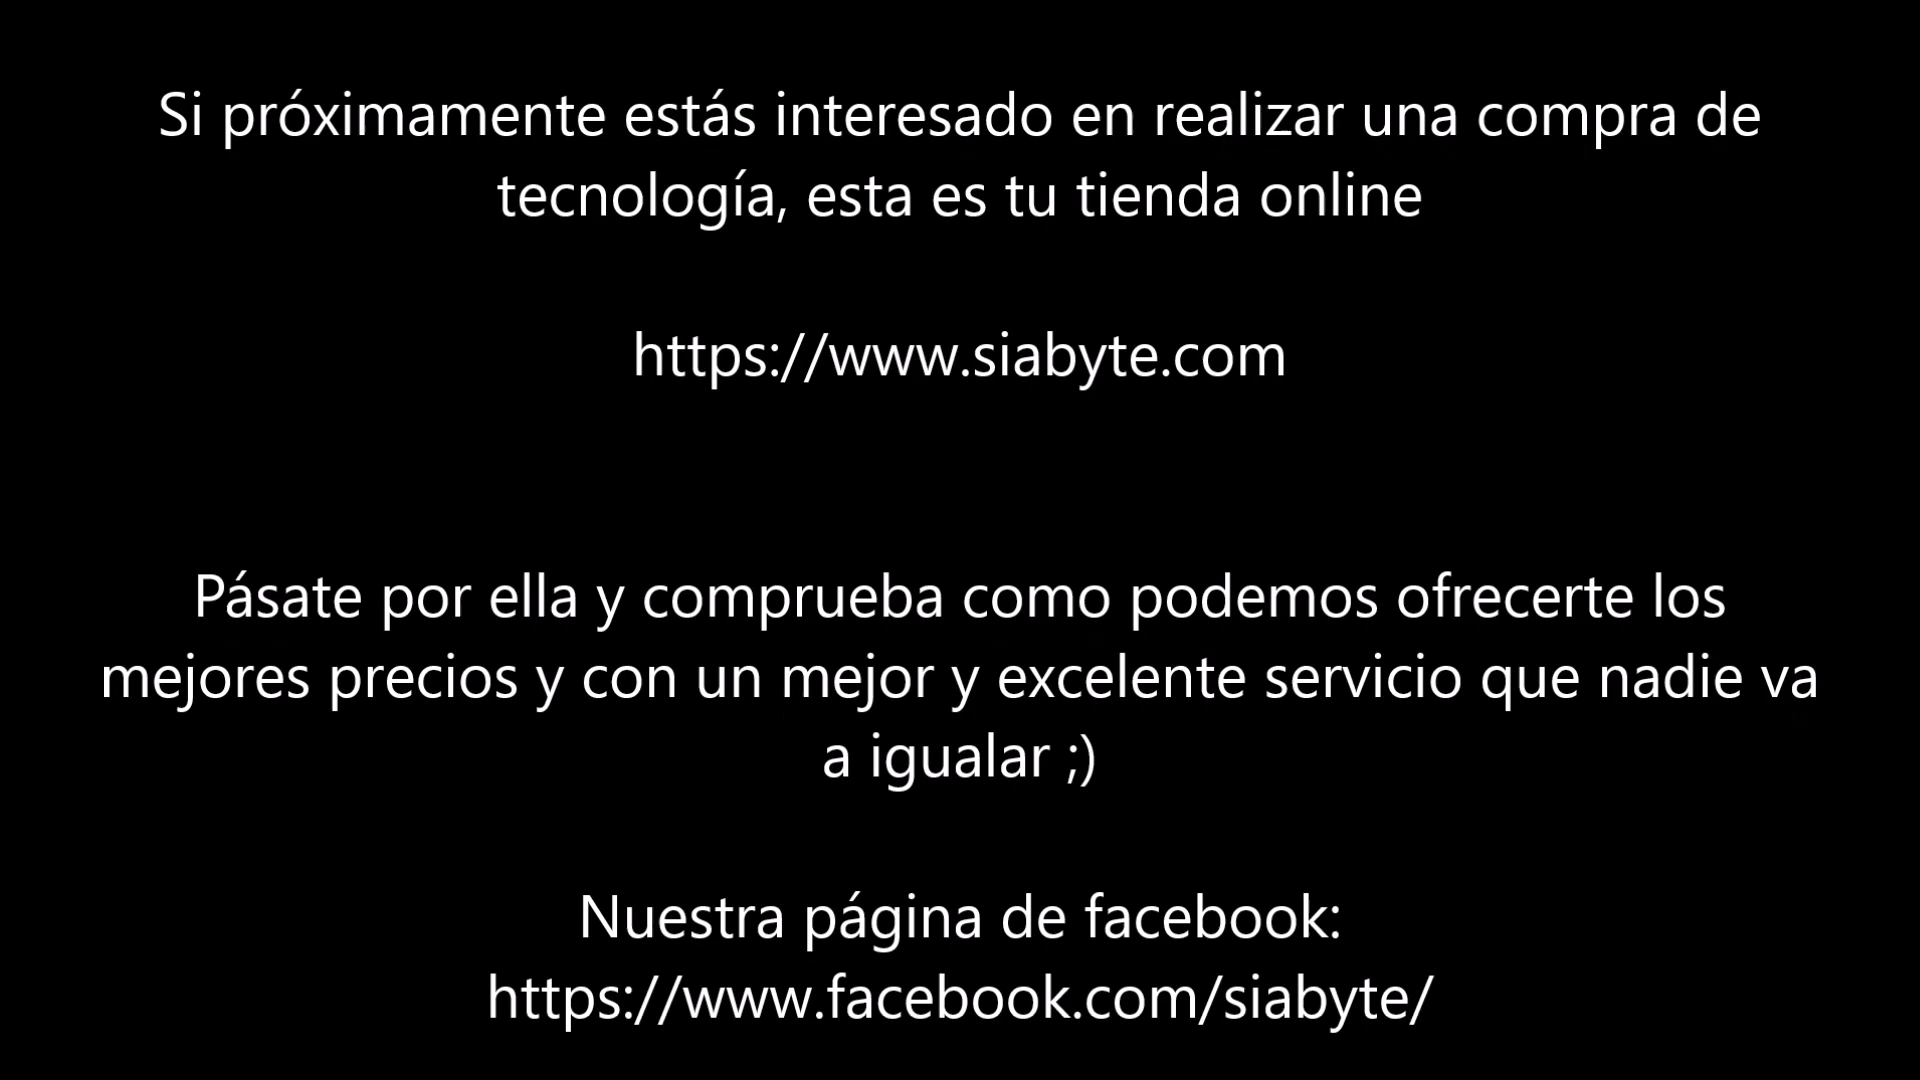 Si próximamente estás interesado en realizar una compra de
tecnología, esta es tu tienda online
https://www.siabyte.com
Pásate por ella y comprueba como podemos ofrecerte los
mejores precios y con un mejor y excelente servicio que nadie va
a igualar ;)
Nuestra página de facebook:
https://www.facebook.com/siabyte/